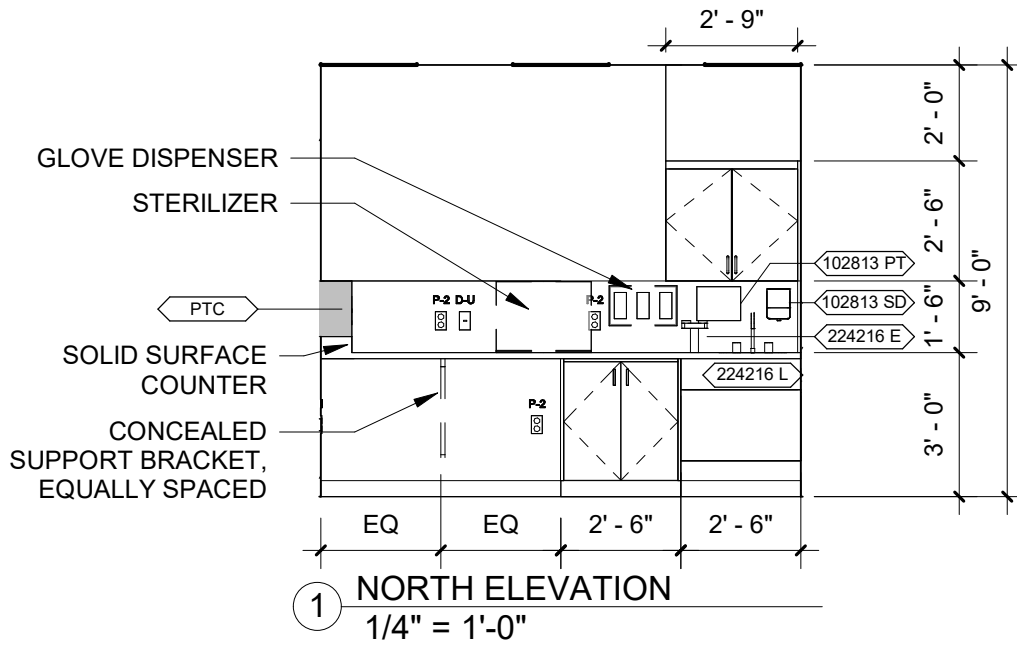 2' - 9"
GLOVE DISPENSER
STERILIZER
PTC
SOLID SURFACE
COUNTER
CONCEALED
SUPPORT BRACKET,
EQUALLY SPACED
P-2 D-U
P-2
P-2
102813 PT
102813 SD
224216 E
224216 L
2' - 0"
2' - 6"
1' - 6"
3' - 0"
9' - 0"
EQ EQ 2' - 6" 2' - 6"
1 NORTH ELEVATION
1/4" = 1'-0"